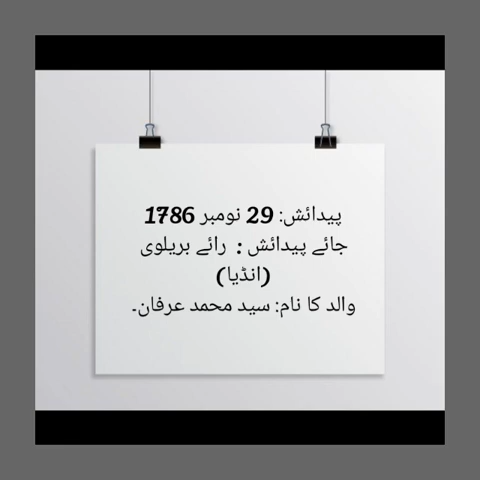 پیدائش: 29 نومبر 1786
جائے پیدائش : رائے بریلوی
(انڈیا)
والد کا نام: سید محمد عرفان۔